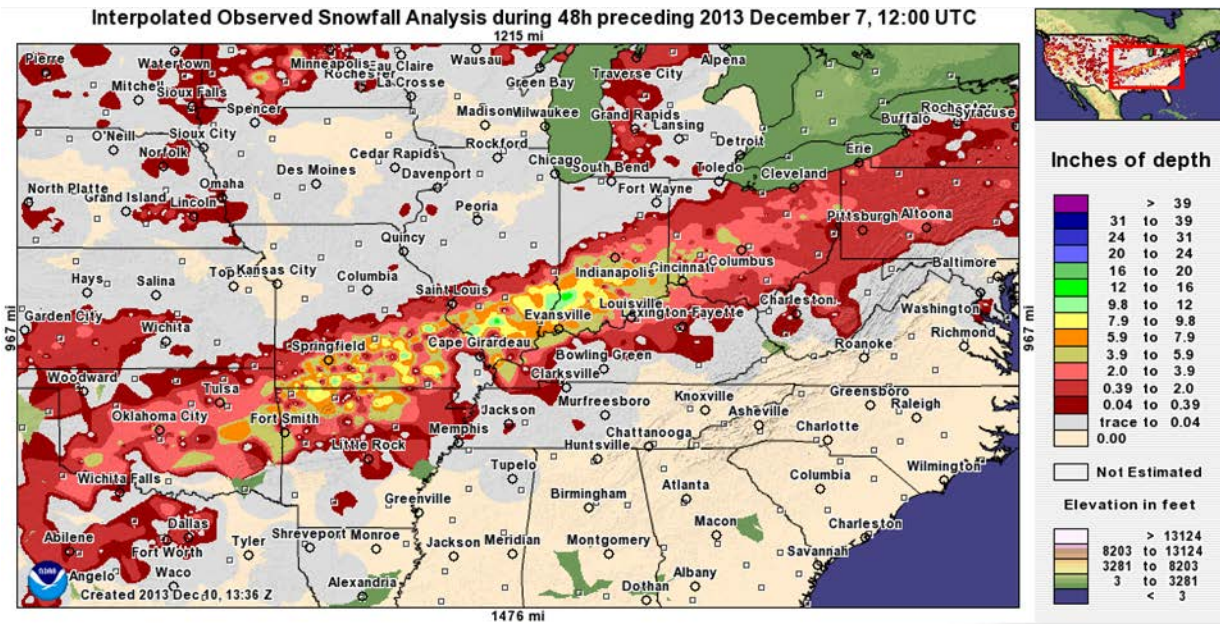 Interpolated Observed Snowfall Analysis during 48h preceding 2013 December 7, 12:00 UTC
1215 mi
Pierre
Watertown
Minneapolis
Eau Claire
Wausau
Green Bay
Traverse City
Alpena
Mitchell
Sioux Falls
Rochester
La Crosse
Spencer
Madison
Milwaukee
Grand Rapids
Lansing
Detroit
Buffalo
Rochester
Syracuse
O'Neill
Sioux City
Norfolk
Cedar Rapids
Rockford
Chicago
South Bend
Toledo
Cleveland
Erie
North Platte
Grand Island
Lincoln
Omaha
Des Moines
Davenport
Fort Wayne
Peoria
Pittsburgh
Altoona
Quincy
Hays
Salina
Kansas City
Columbia
Saint Louis
Indianapolis
Cincinnati
Columbus
Baltimore
Washington
Garden City
Wichita
Evansville
Louisville
Lexington-Fayette
Charleston
Richmond
967 mi
967 mi
Springfield
Cape Girardeau
Bowling Green
Roanoke
Woodward
Tulsa
Clarksville
Oklahoma City
Fort Smith
Jackson
Murfreesboro
Knoxville
Asheville
Greensboro
Raleigh
Memphis
Little Rock
Huntsville
Chattanooga
Charlotte
Wichita Falls
Tupelo
Greenville
Birmingham
Atlanta
Columbia
Wilmington
Abilene
Dallas
Fort Worth
Tyler
Shreveport
Monroe
Jackson
Meridian
Montgomery
Macon
Charleston
Savannah
Angelo
Waco
Alexandria
Dothan
Albany
noaa
Created 2013 Dec 10, 13:36 Z
1476 mi
Inches of depth
> 39
31 to 39
24 to 31
20 to 24
16 to 20
12 to 16
9.8 to 12
7.9 to 9.8
5.9 to 7.9
3.9 to 5.9
2.0 to 3.9
0.39 to 2.0
0.04 to 0.39
trace to 0.04
0.00
Not Estimated
Elevation in feet
> 13124
8203 to 13124
3281 to 8203
3 to 3281
< 3